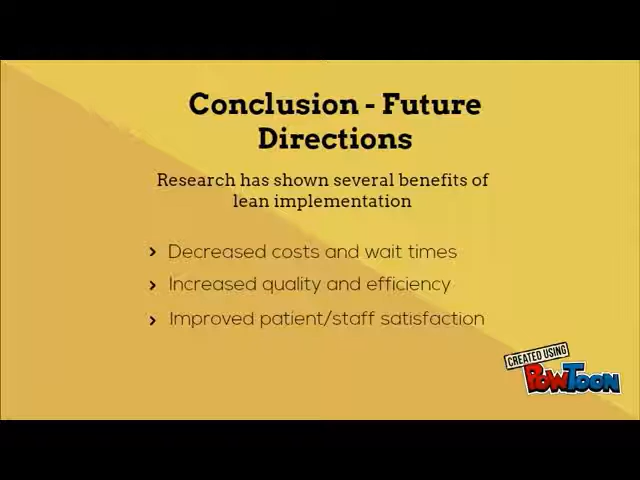 Conclusion - Future
Directions
Research has shown several benefits of
lean implementation
› Decreased costs and wait times
› Increased quality and efficiency
› Improved patient/staff satisfaction
CREATED USING
POWTOON